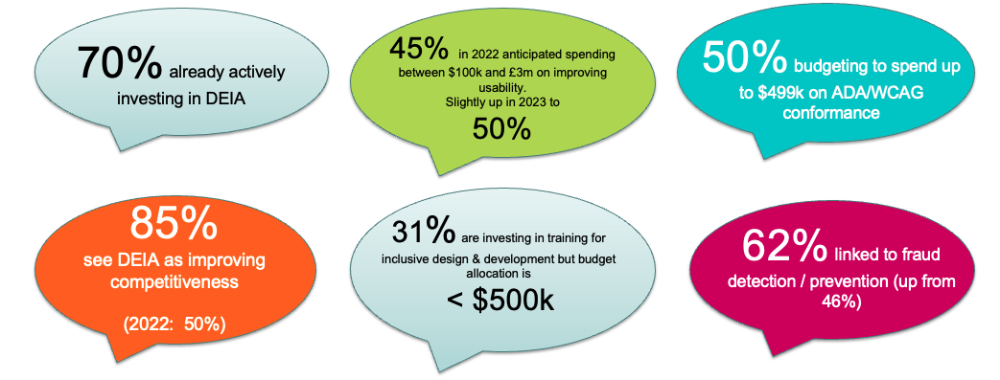 70% already actively
investing in DEIA
45% in 2022 anticipated spending
between $100k and £3m on improving
usability.
Slightly up in 2023 to
50%
50% budgeting to spend up
to $499k on ADA/WCAG
conformance
85%
see DEIA as improving
competitiveness
(2022: 50%)
31% are investing in training for
inclusive design & development but budget
allocation is
< $500k
62% linked to fraud
detection / prevention (up from
46%)